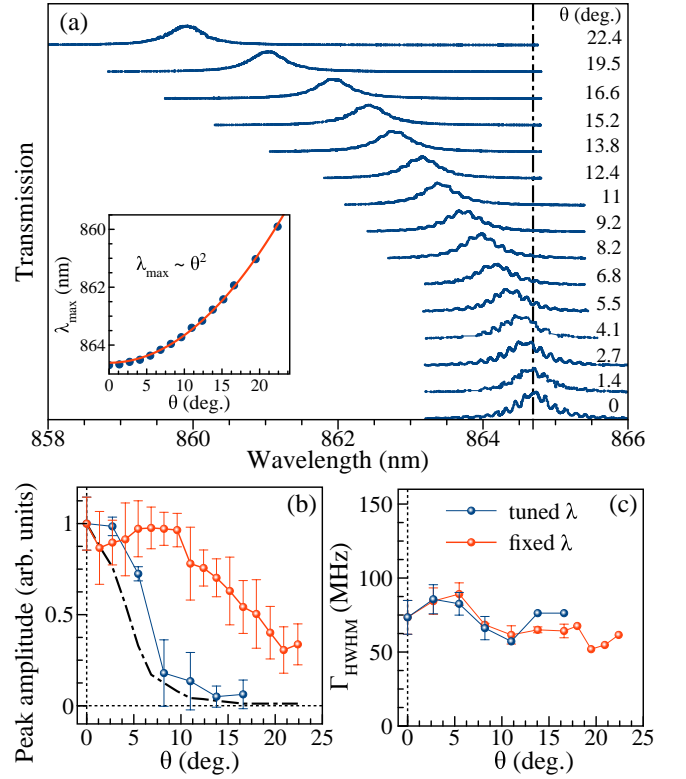 (a)
θ (deg.)
22.4
19.5
16.6
15.2
13.8
12.4
11
9.2
8.2
6.8
5.5
4.1
2.7
1.4
0
Transmission
860
862
864
λmax (nm)
λmax ~ θ²
0 5 10 15 20
θ (deg.)
858 860 862 864 866
Wavelength (nm)
(b)
1
0.5
0
Peak amplitude (arb. units)
0 5 10 15 20 25
θ (deg.)
(c)
tuned λ
fixed λ
150
100
50
0
ΓHWHM (MHz)
0 5 10 15 20 25
θ (deg.)